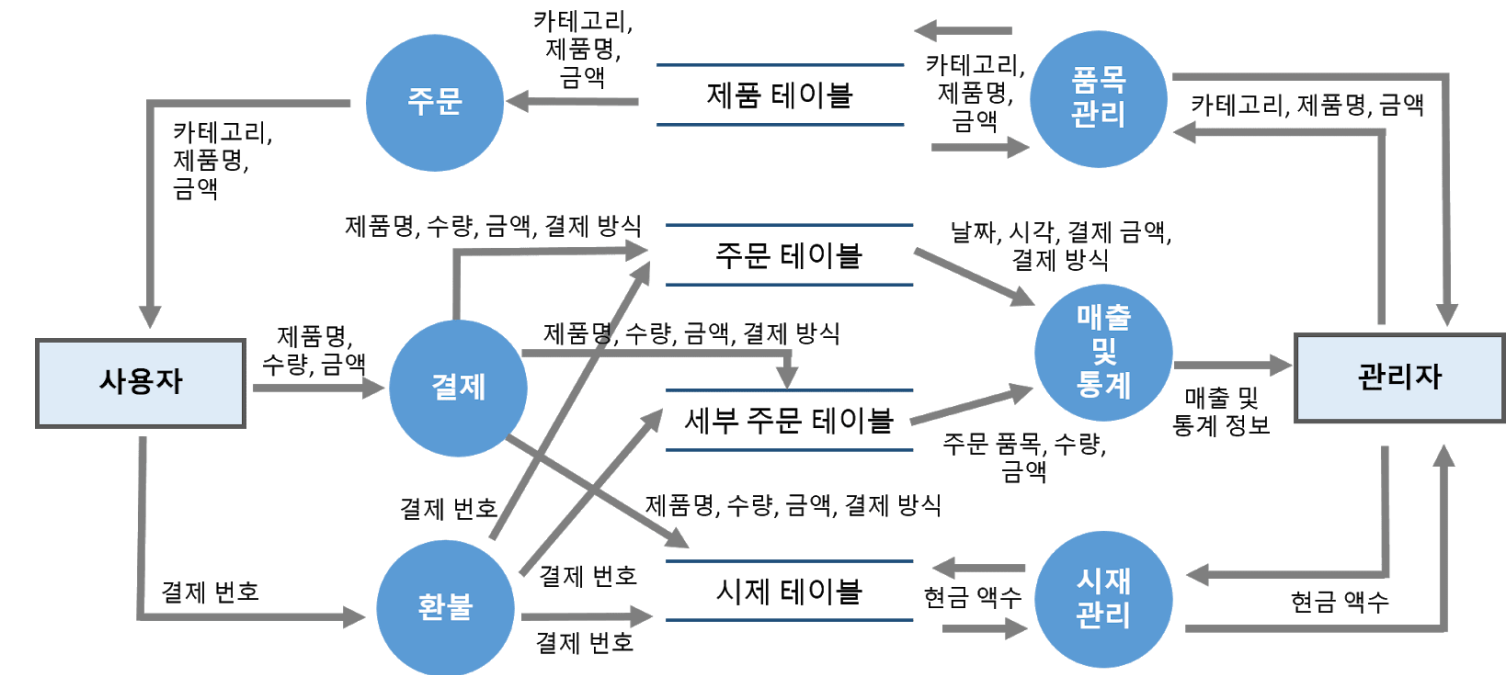 카테고리,
제품명,
금액
주문
제품 테이블
카테고리,
제품명,
금액
품목
관리
카테고리, 제품명, 금액
카테고리,
제품명,
금액
제품명, 수량, 금액, 결제 방식
주문 테이블
날짜, 시각, 결제 금액,
결제 방식
사용자
제품명,
수량, 금액
결제
제품명, 수량, 금액, 결제 방식
세부 주문 테이블
매출
및
통계
주문 품목, 수량,
금액
매출 및
통계 정보
관리자
결제 번호
제품명, 수량, 금액, 결제 방식
결제 번호
환불
결제 번호
결제 번호
시제 테이블
현금 액수
시재
관리
현금 액수